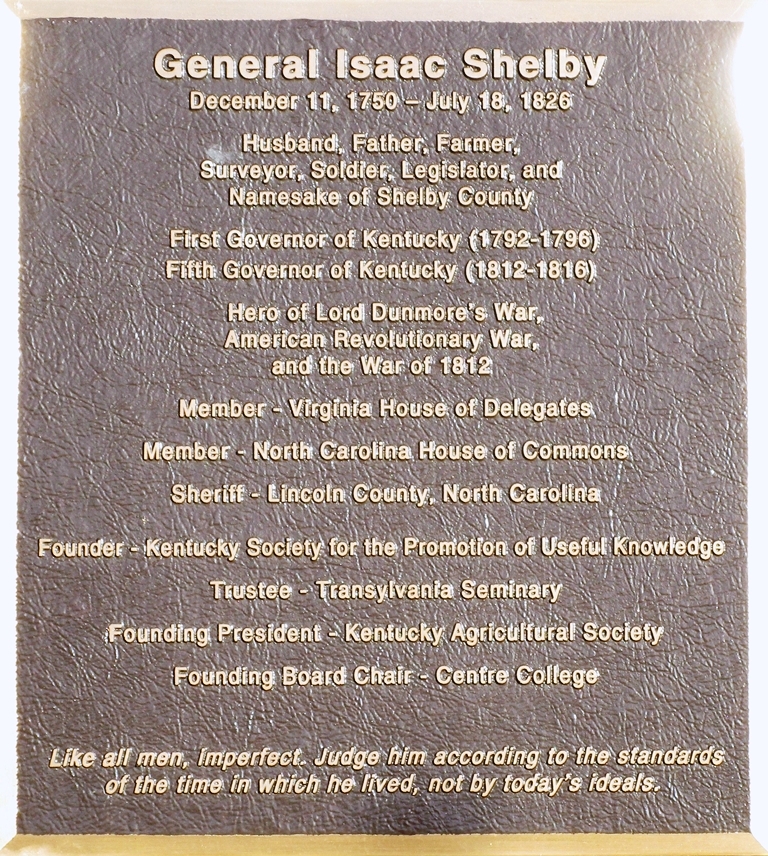 General Isaac Shelby
December 11, 1750 – July 18, 1826
Husband, Father, Farmer,
Surveyor, Soldier, Legislator, and
Namesake of Shelby County
First Governor of Kentucky (1792-1796)
Fifth Governor of Kentucky (1812-1816)
Hero of Lord Dunmore's War,
American Revolutionary War,
and the War of 1812
Member - Virginia House of Delegates
Member - North Carolina House of Commons
Sheriff - Lincoln County, North Carolina
Founder - Kentucky Society for the Promotion of Useful Knowledge
Trustee - Transylvania Seminary
Founding President - Kentucky Agricultural Society
Founding Board Chair - Centre College
Like all men, imperfect. Judge him according to the standards
of the time in which he lived, not by today's ideals.